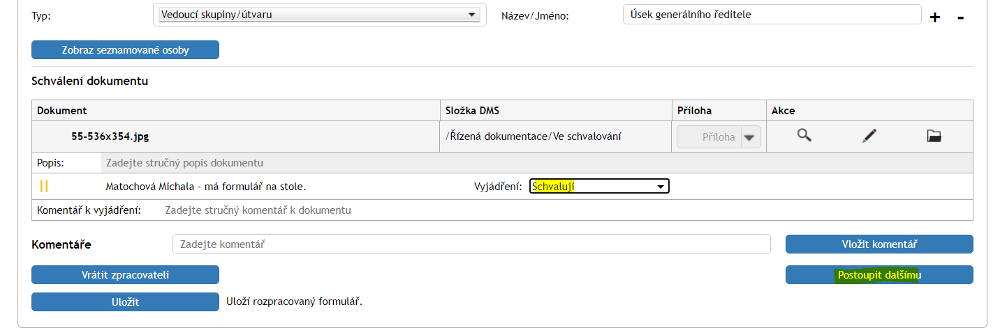 Typ: Vedoucí skupiny/útvaru Název/Jméno: Úsek generálního ředitele + -
Zobraz seznamované osoby
Schválení dokumentu
Dokument Složka DMS Příloha Akce
55-536x354.jpg /Řízená dokumentace/Ve schvalování Příloha
Popis: Zadejte stručný popis dokumentu
Matochová Michala - má formulář na stole. Vyjádření: Schvaluji
Komentář k vyjádření: Zadejte stručný komentář k dokumentu
Komentáře Zadejte komentář Vložit komentář
Vrátit zpracovateli Postoupit dalšímu
Uložit Uloží rozpracovaný formulář.